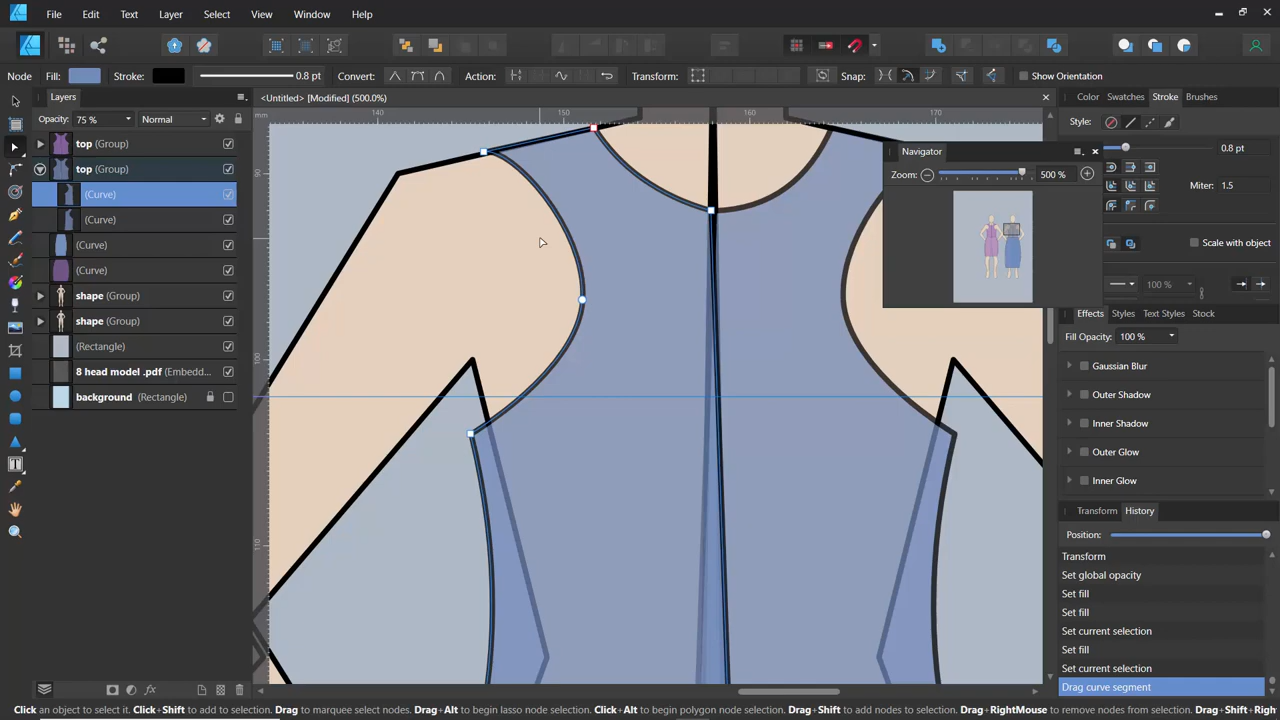 File Edit Text Layer Select View Window Help
Node Fill: Stroke: 0.8 pt Convert: Action: Transform: Snap: Show Orientation
Layers
Opacity: 75 % Normal
top (Group)
top (Group)
(Curve)
(Curve)
(Curve)
(Curve)
shape (Group)
shape (Group)
(Rectangle)
8 head model .pdf (Embedd...
background (Rectangle)
<Untitled> [Modified] (500.0%)
mm 140 150 160 170
90
100
110
Navigator
Zoom: 500 %
Color Swatches Stroke Brushes
Style:
0.8 pt
Miter: 1.5
Scale with object
100 %
Effects Styles Text Styles Stock
Fill Opacity: 100 %
Gaussian Blur
Outer Shadow
Inner Shadow
Outer Glow
Inner Glow
Transform History
Position:
Transform
Set global opacity
Set fill
Set fill
Set current selection
Set fill
Set current selection
Drag curve segment
Click an object to select it. Click+Shift to add to selection. Drag to marquee select nodes. Drag+Alt to begin lasso node selection. Click+Alt to begin polygon node selection. Drag+Shift to add nodes to selection. Drag+RightMouse to remove nodes from selection. Drag+Shift+Righ